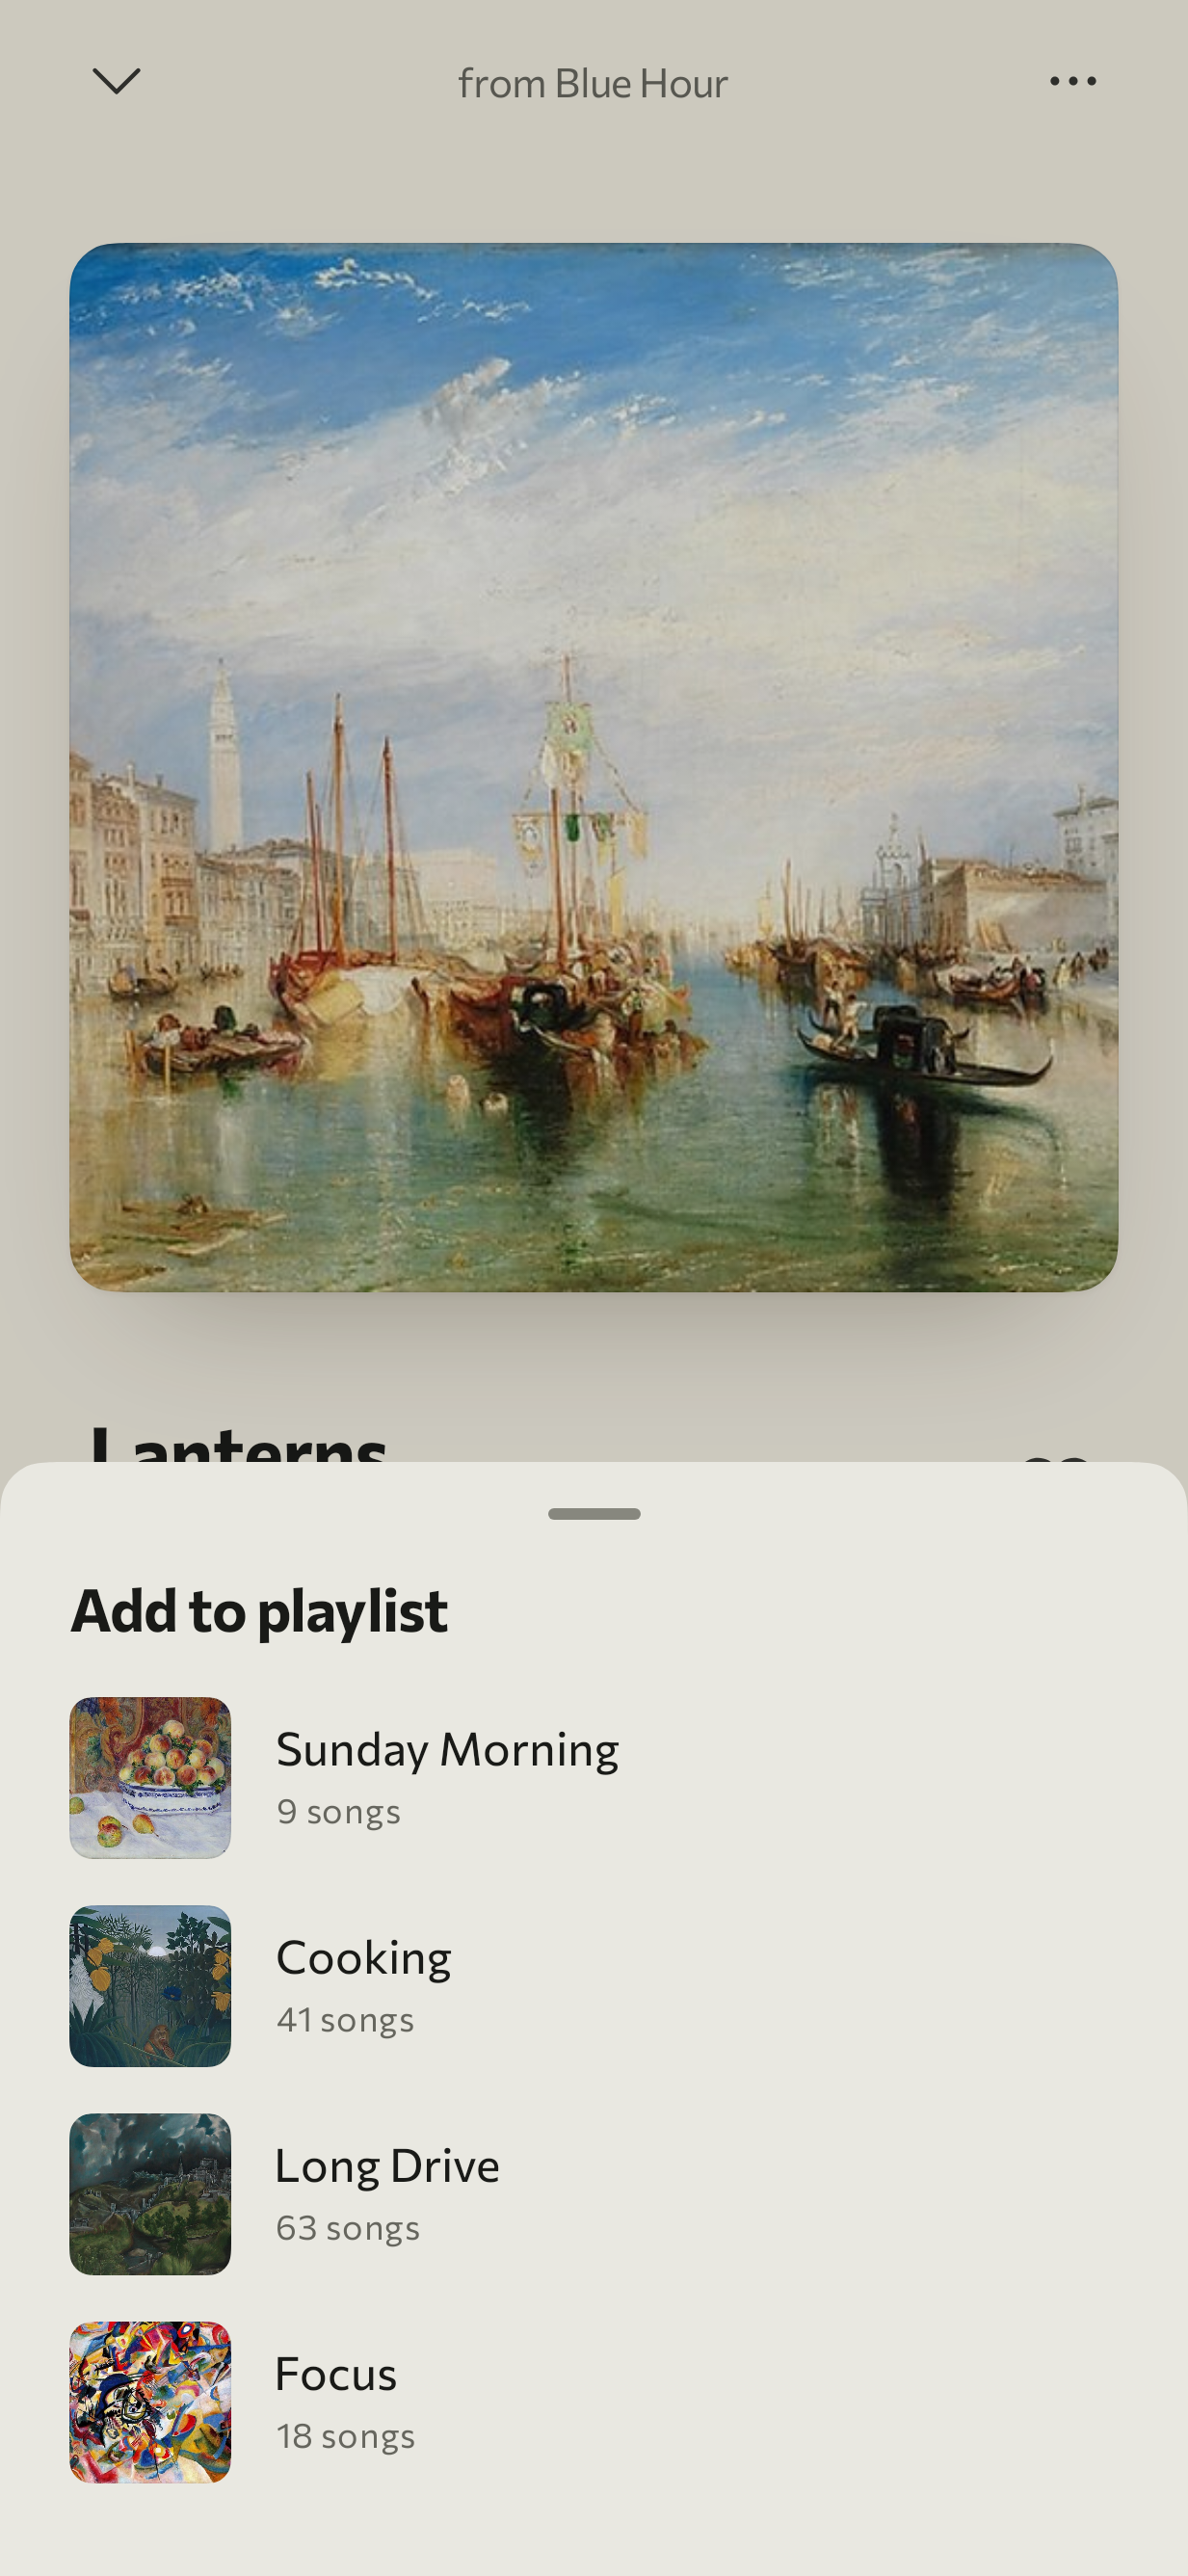 from Blue Hour
Lanterns
Add to playlist
Sunday Morning
9 songs
Cooking
41 songs
Long Drive
63 songs
Focus
18 songs